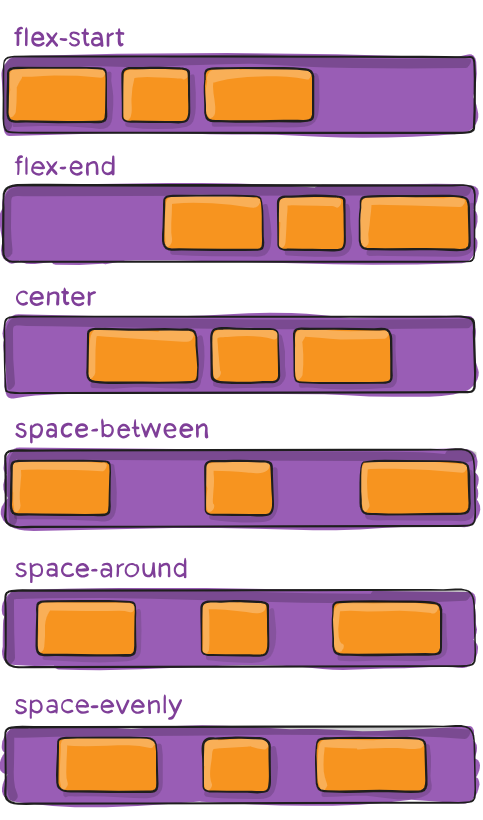 flex-start
flex-end
center
space-between
space-around
space-evenly